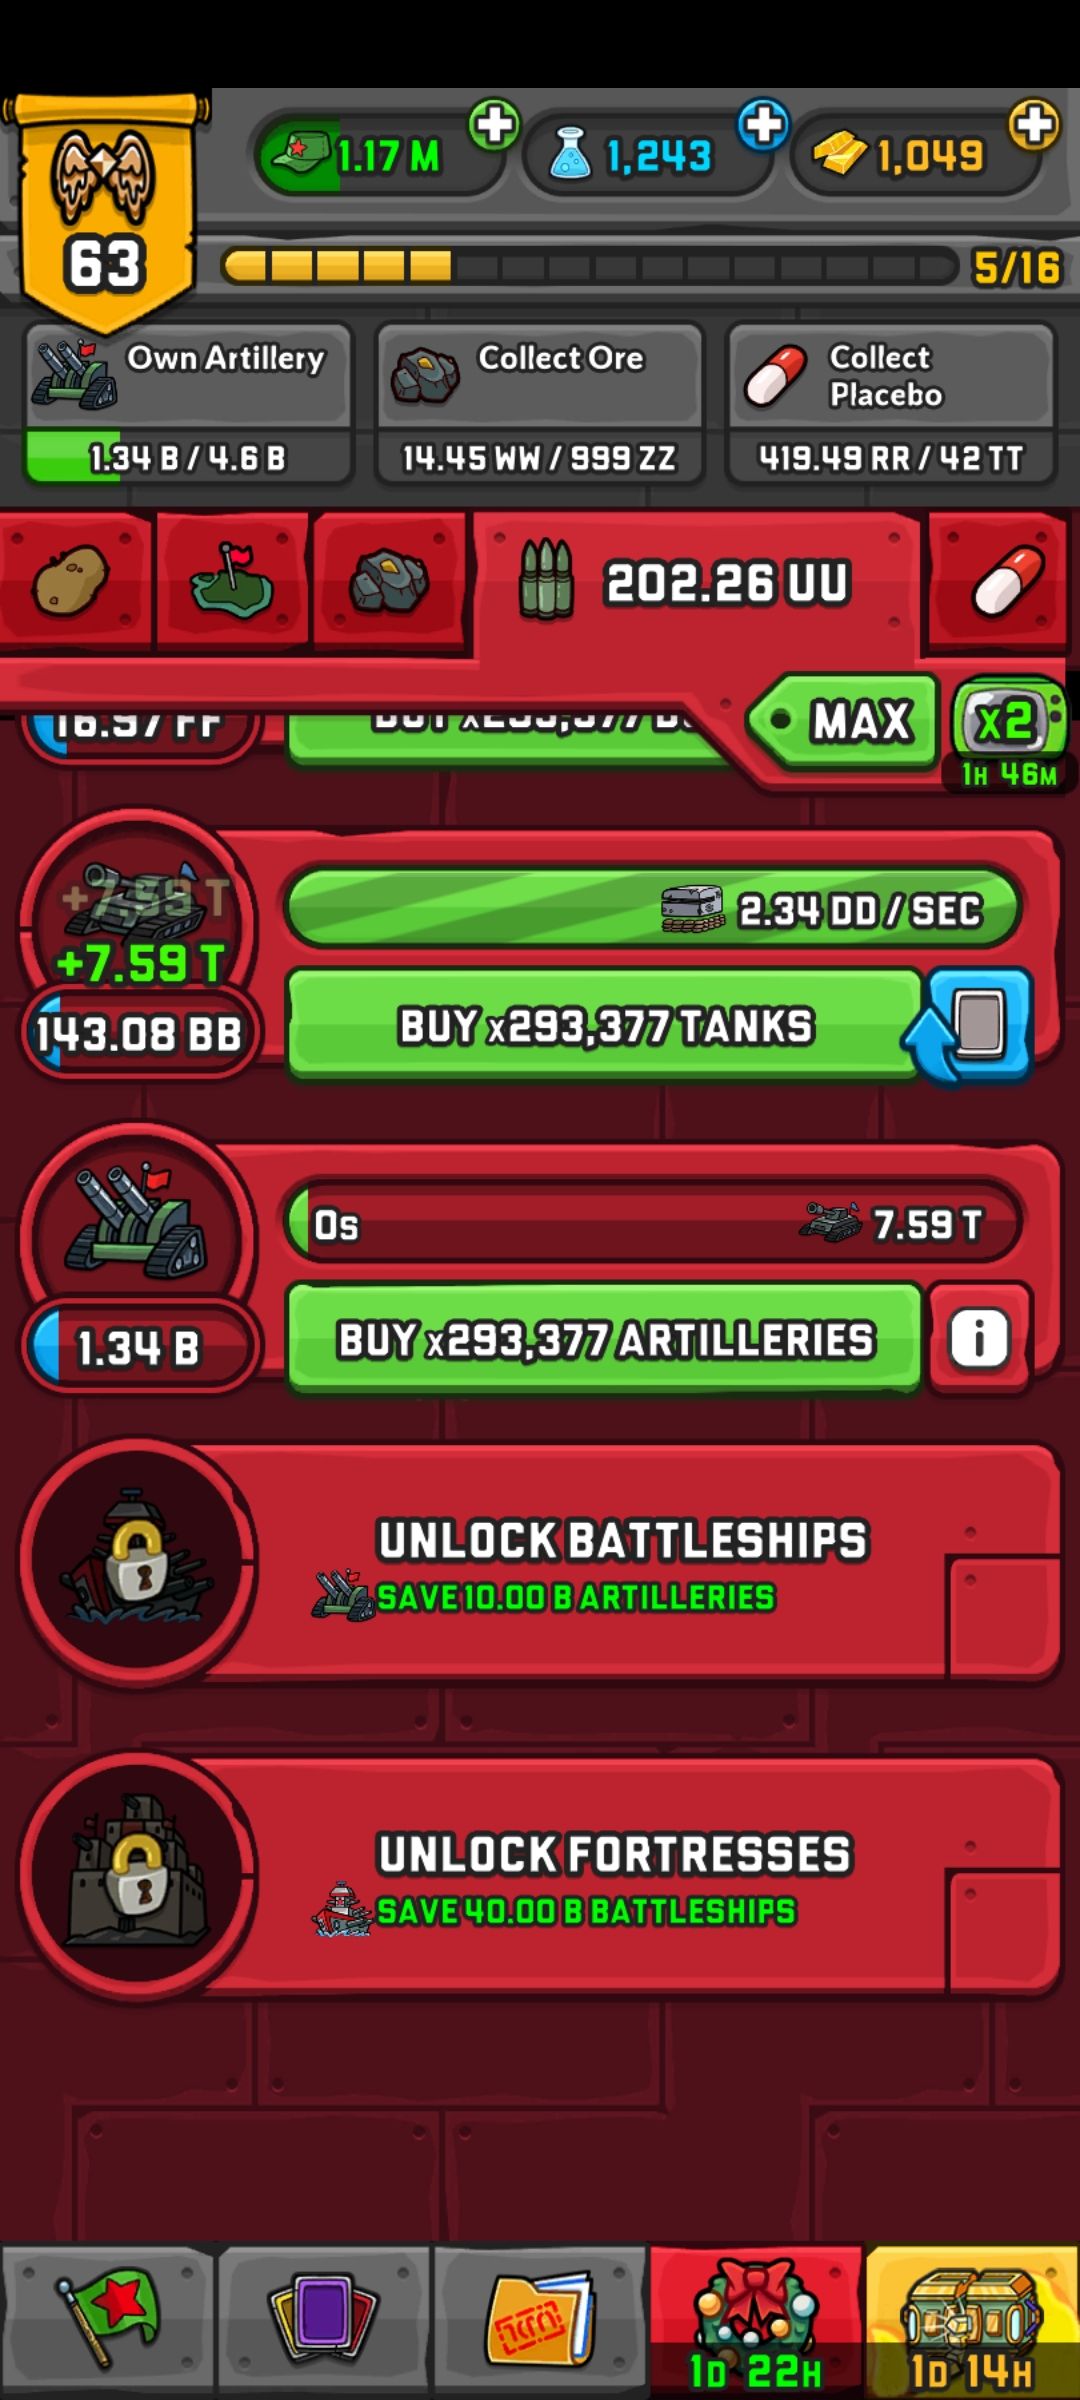 1.17 M
1,243
1,049
63
5/16
Own Artillery
1.34 B / 4.6 B
Collect Ore
14.45 WW / 999 ZZ
Collect
Placebo
419.49 RR / 42 TT
202.26 UU
MAX
x2
1H 46M
16.97 FF
+7.59 T
+7.59 T
143.08 BB
2.34 DD / SEC
BUY x293,377 TANKS
0s
7.59 T
1.34 B
BUY x293,377 ARTILLERIES
i
UNLOCK BATTLESHIPS
SAVE 10.00 B ARTILLERIES
UNLOCK FORTRESSES
SAVE 40.00 B BATTLESHIPS
1D 22H
1D 14H